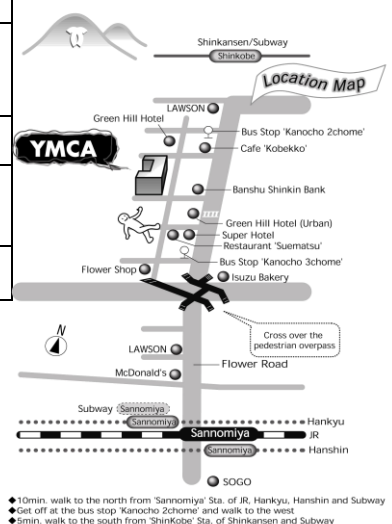 Shinkansen/Subway
Shinkobe
Location Map
LAWSON
Green Hill Hotel
Bus Stop 'Kanocho 2chome'
Cafe 'Kobekko'
YMCA
Banshu Shinkin Bank
Green Hill Hotel (Urban)
Super Hotel
Restaurant 'Suematsu'
Bus Stop 'Kanocho 3chome'
Flower Shop
Isuzu Bakery
N
Cross over the
pedestrian overpass
LAWSON
Flower Road
McDonald's
Subway Sannomiya
Sannomiya
Hankyu
Sannomiya
JR
Sannomiya
Hanshin
SOGO
◆10min. walk to the north from 'Sannomiya' Sta. of JR, Hankyu, Hanshin and Subway
◆Get off at the bus stop 'Kanocho 2chome' and walk to the west
◆5min. walk to the south from 'ShinKobe' Sta. of Shinkansen and Subway